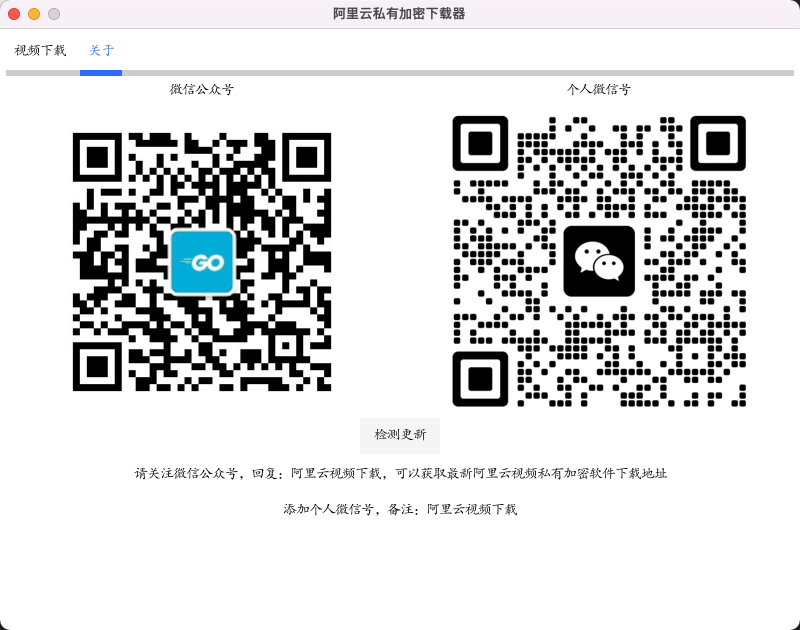 阿里云私有加密下载器
视频下载 关于
微信公众号 个人微信号
GO
检测更新
请关注微信公众号，回复：阿里云视频下载，可以获取最新阿里云视频私有加密软件下载地址
添加个人微信号，备注：阿里云视频下载